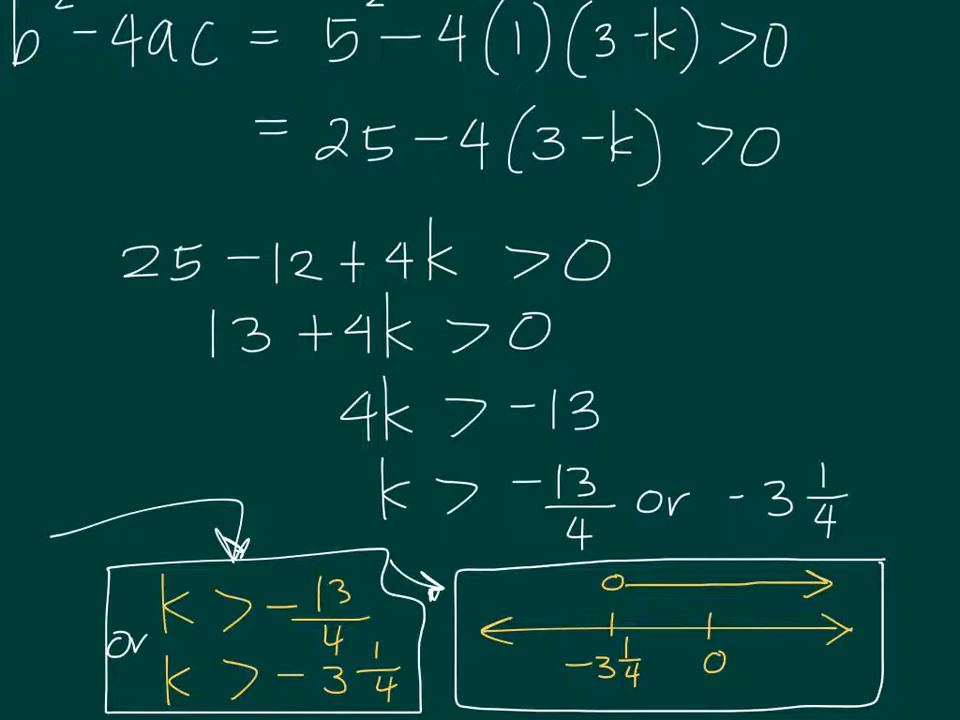 b² - 4ac = 5² - 4(1)(3-k) > 0
= 25 - 4(3-k) > 0
25 - 12 + 4k > 0
13 + 4k > 0
4k > -13
k > -13/4 or -3 1/4
k > -13/4
or
k > -3 1/4
-3 1/4 0